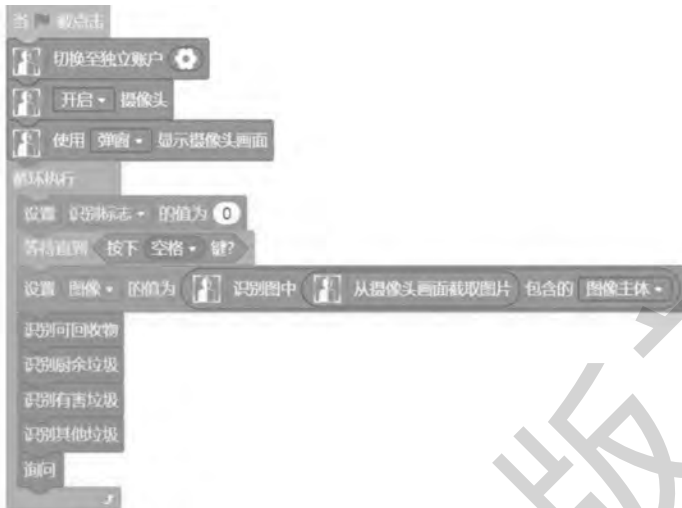 当 被点击
切换至独立账户
开启 摄像头
使用 弹窗 显示摄像头画面
循环执行
设置 识别标志 的值为 0
等待直到 按下 空格 键?
设置 图像 的值为 识别图中 从摄像头画面截取图片 包含的 图像主体
识别可回收物
识别厨余垃圾
识别有害垃圾
识别其他垃圾
询问
版